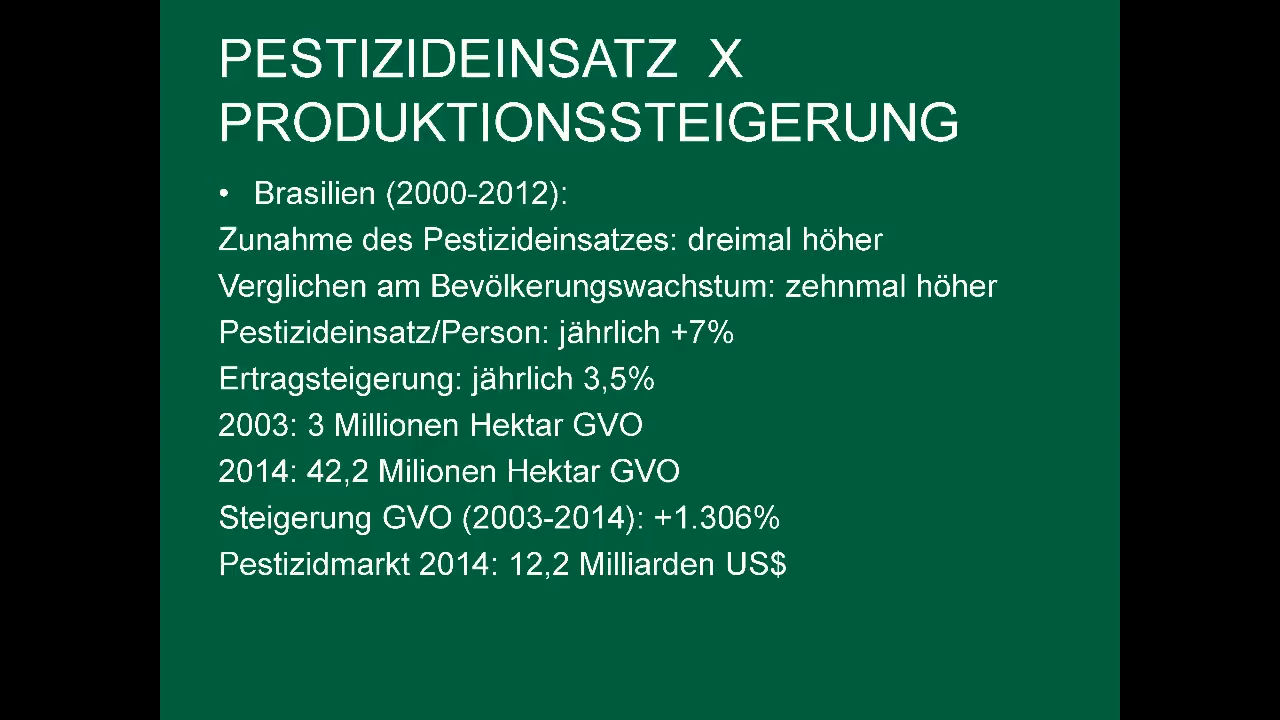 PESTIZIDEINSATZ X
PRODUKTIONSSTEIGERUNG
• Brasilien (2000-2012):
Zunahme des Pestizideinsatzes: dreimal höher
Verglichen am Bevölkerungswachstum: zehnmal höher
Pestizideinsatz/Person: jährlich +7%
Ertragsteigerung: jährlich 3,5%
2003: 3 Millionen Hektar GVO
2014: 42,2 Milionen Hektar GVO
Steigerung GVO (2003-2014): +1.306%
Pestizidmarkt 2014: 12,2 Milliarden US$